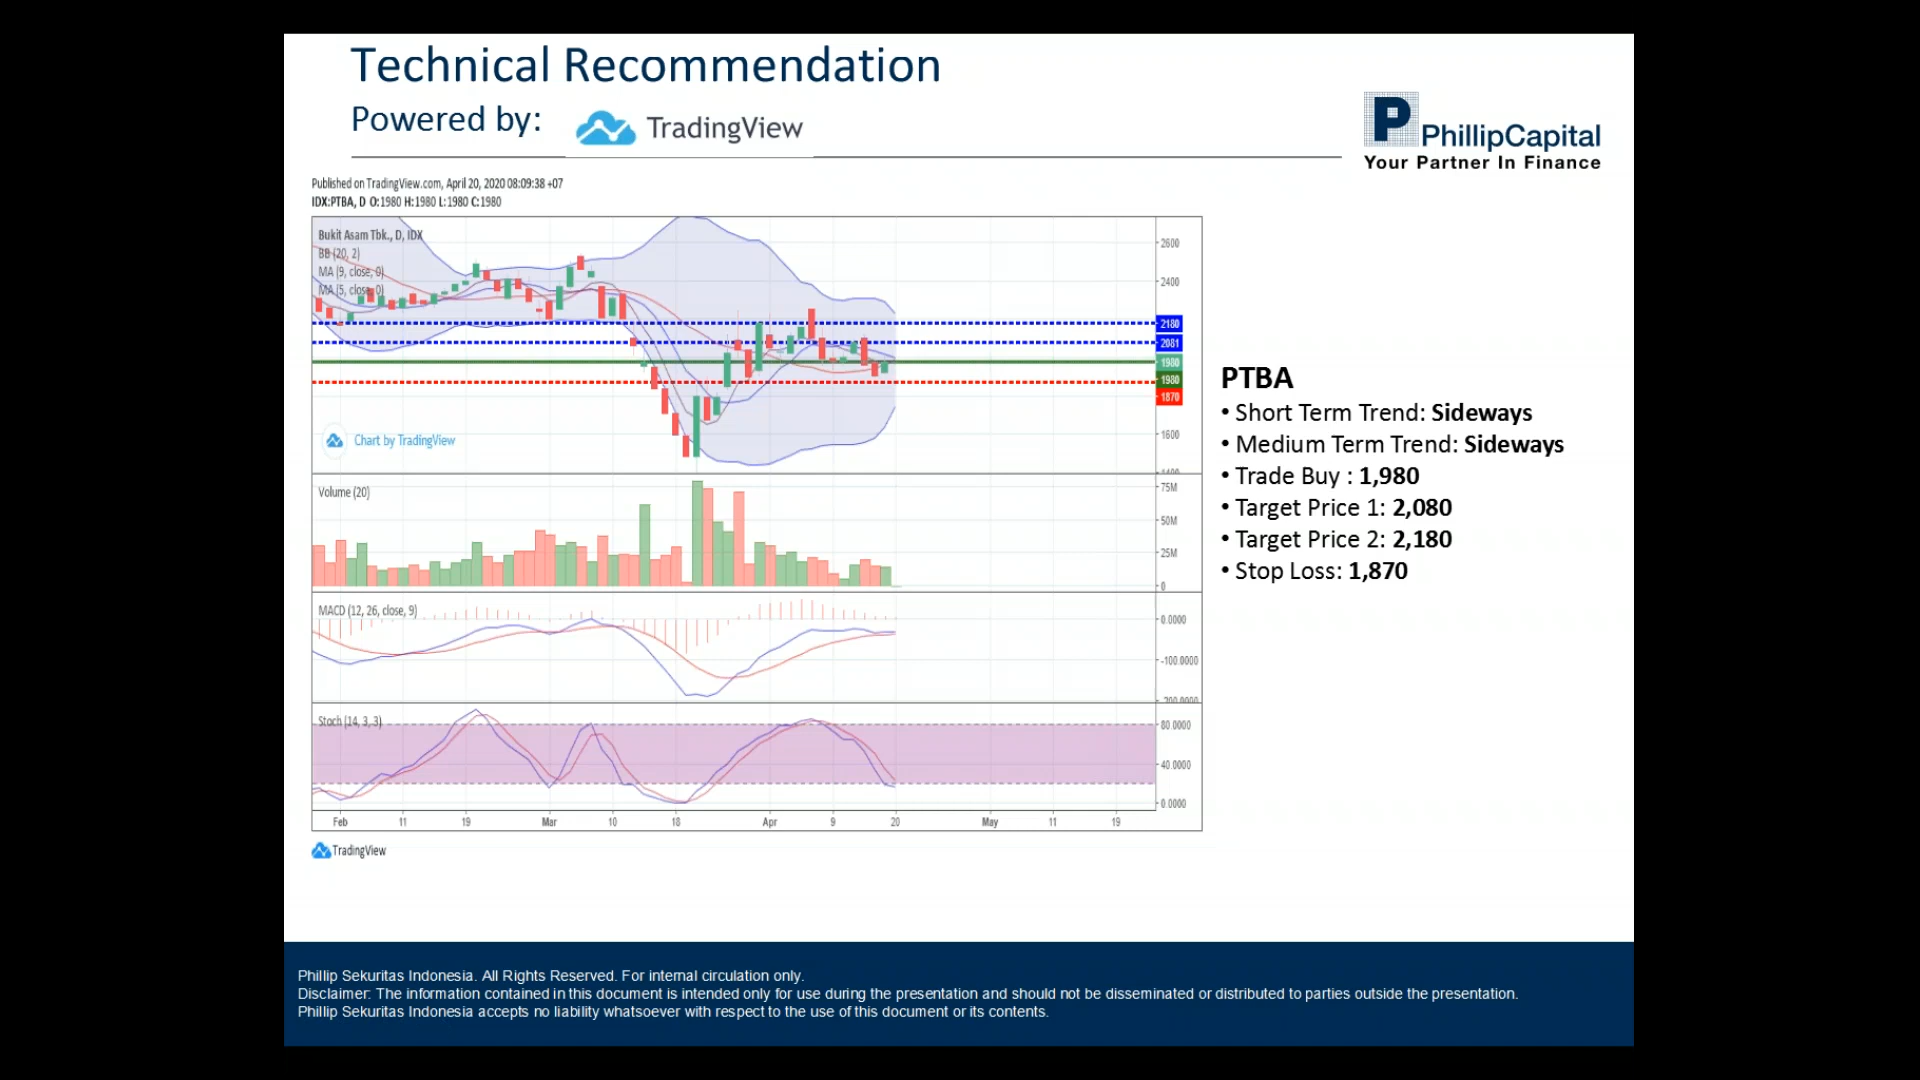 Technical Recommendation
Powered by:
TradingView
PhillipCapital
Your Partner In Finance
Published on TradingView.com, April 20, 2020 08:09:38 +07
IDX:PTBA, D O:1980 H:1980 L:1980 C:1980
Bukit Asam Tbk., D, IDX
BB (20, 2)
MA (9, close, 0)
MA (5, close, 0)
2600
2400
2180
2081
1980
1980
1870
1600
1400
Chart by TradingView
PTBA
• Short Term Trend: Sideways
• Medium Term Trend: Sideways
• Trade Buy : 1,980
• Target Price 1: 2,080
• Target Price 2: 2,180
• Stop Loss: 1,870
Volume (20)
75M
50M
25M
0
MACD (12, 26, close, 9)
0.0000
-100.0000
-200.0000
Stoch (14, 3, 3)
80.0000
40.0000
0.0000
Feb 11 19 Mar 10 18 Apr 9 20 May 11 19
TradingView
Phillip Sekuritas Indonesia. All Rights Reserved. For internal circulation only.
Disclaimer: The information contained in this document is intended only for use during the presentation and should not be disseminated or distributed to parties outside the presentation.
Phillip Sekuritas Indonesia accepts no liability whatsoever with respect to the use of this document or its contents.